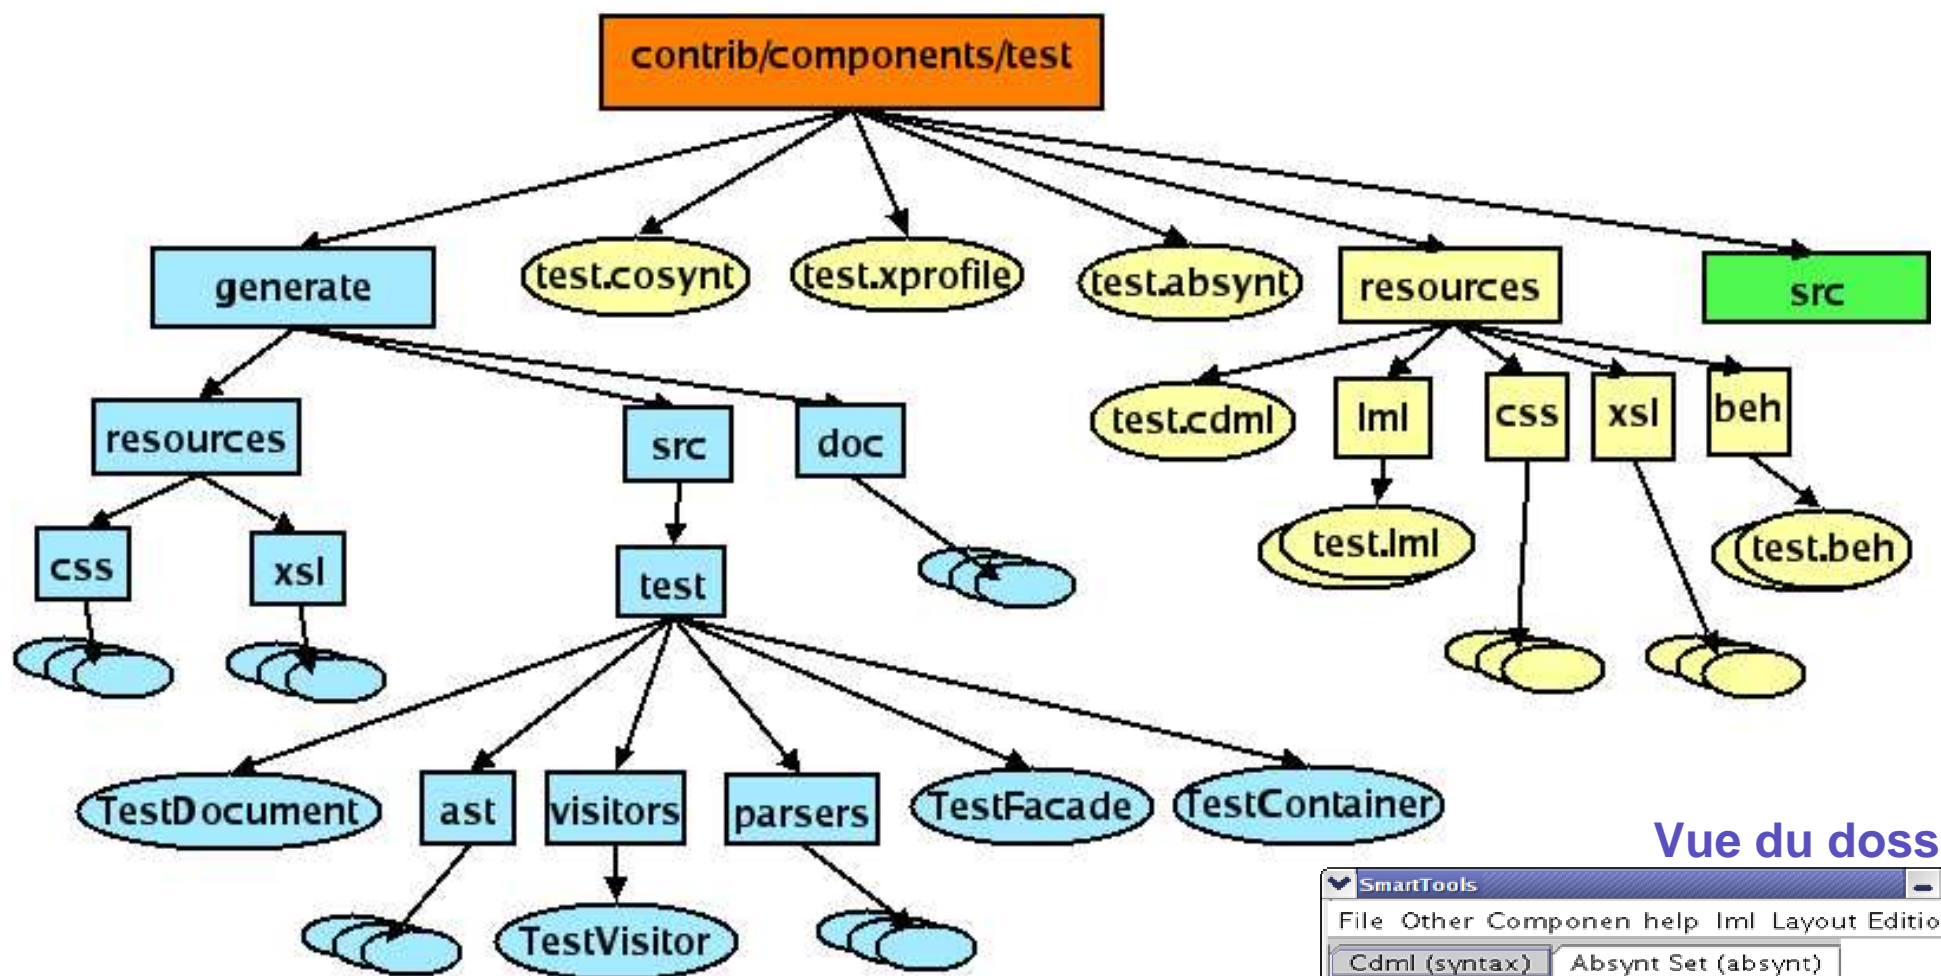 contrib/components/test
generate
test.cosynt
test.xprofile
test.absynt
resources
src
resources
src
doc
test.cdml
lml
css
xsl
beh
css
xsl
test
test.lml
test.beh
TestDocument
ast
visitors
parsers
TestFacade
TestContainer
TestVisitor
Vue du doss
SmartTools
File Other Componen help lml Layout Editio
Cdml (syntax) Absynt Set (absynt)